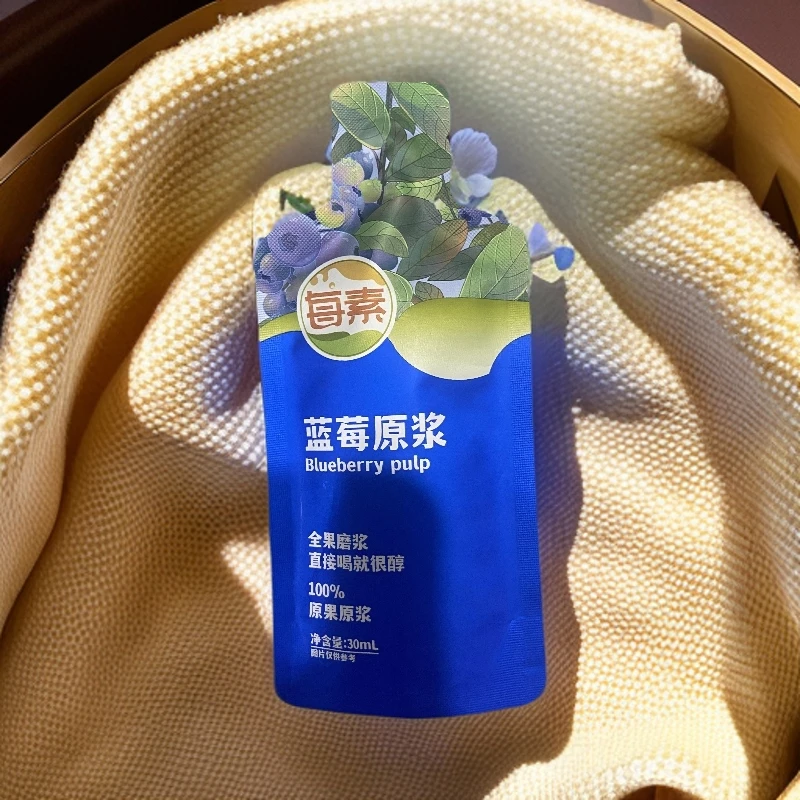 每素
蓝莓原浆
Blueberry pulp
全果磨浆
直接喝就很醇
100%
原果原浆
净含量:30mL
图片仅供参考